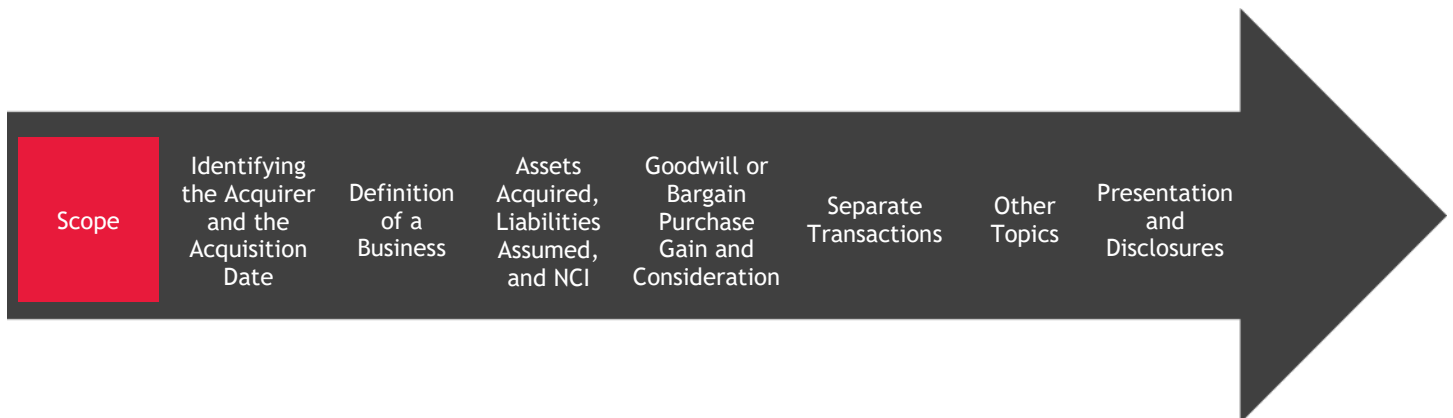 Scope
Identifying
the Acquirer
and the
Acquisition
Date
Definition
of a
Business
Assets
Acquired,
Liabilities
Assumed,
and NCI
Goodwill or
Bargain
Purchase
Gain and
Consideration
Separate
Transactions
Other
Topics
Presentation
and
Disclosures